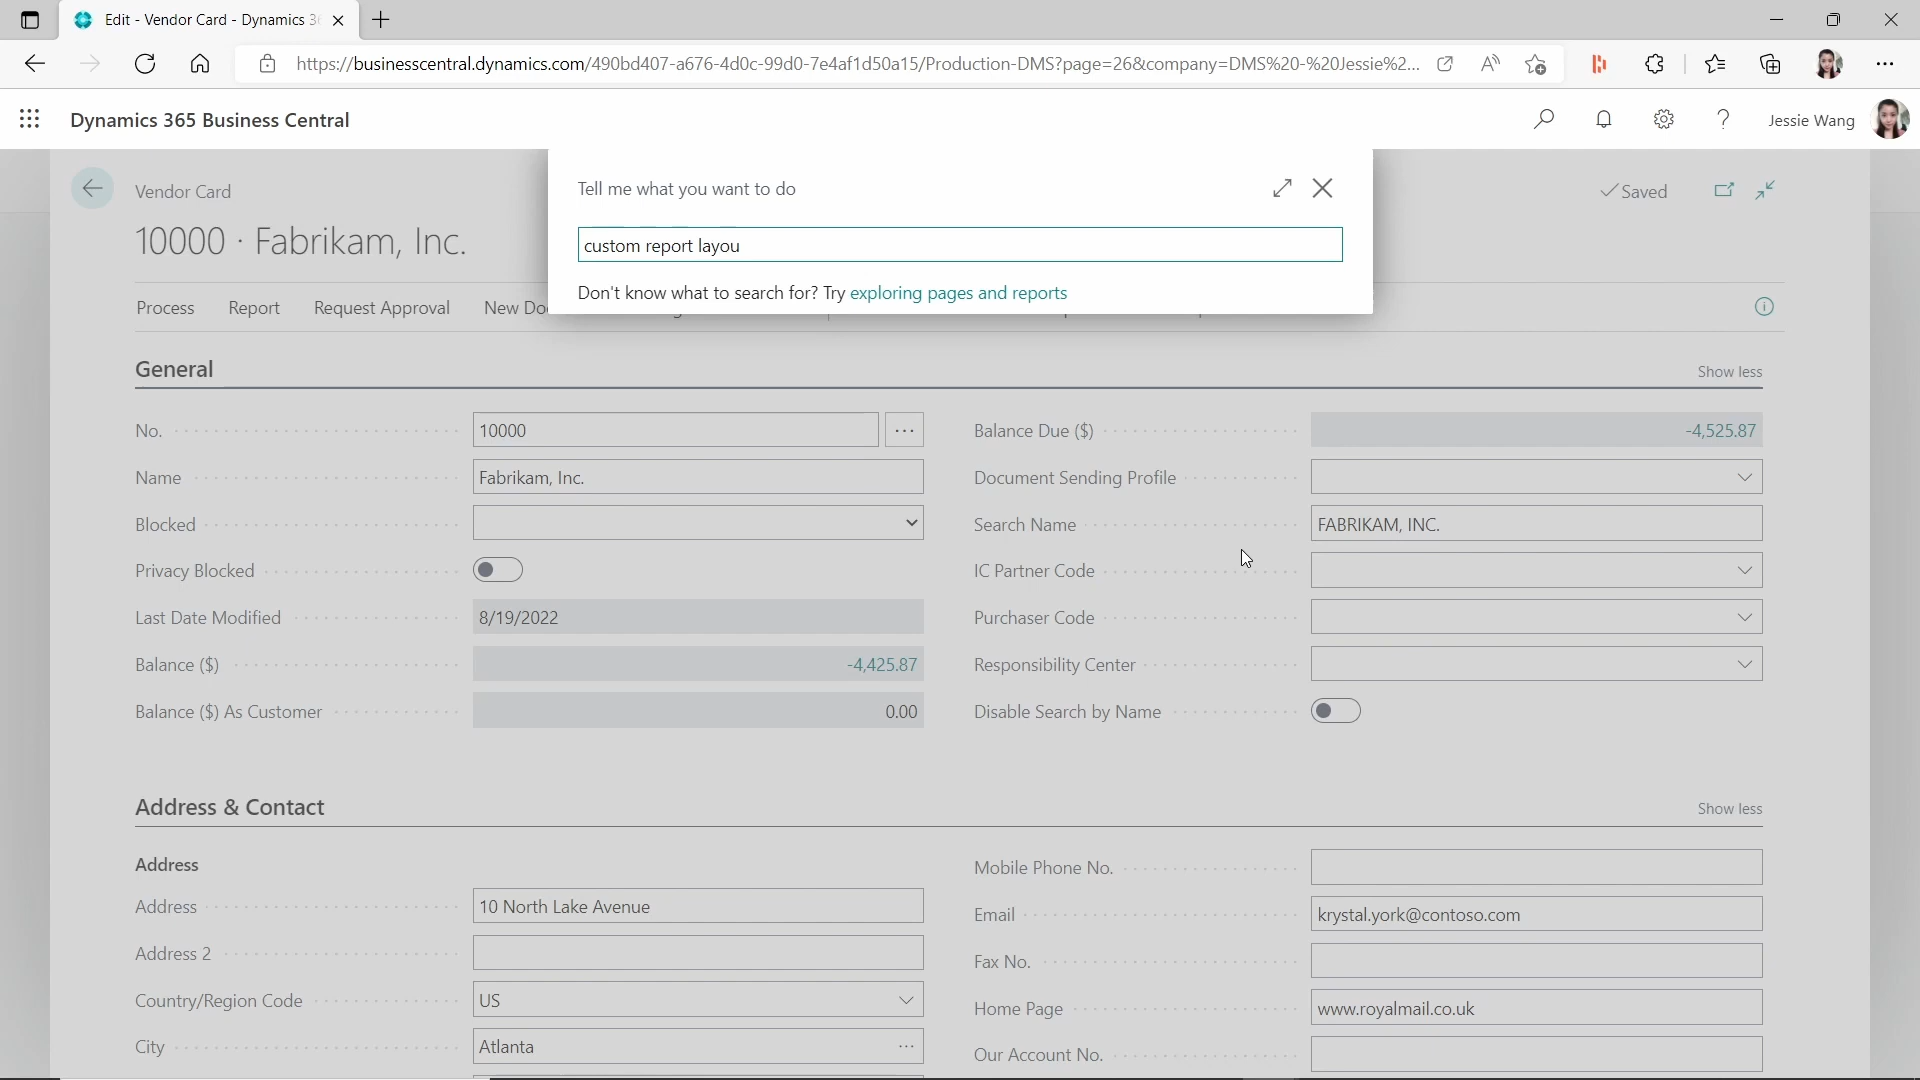 Edit - Vendor Card - Dynamics 36
https://businesscentral.dynamics.com/490bd407-a676-4d0c-99d0-7e4af1d50a15/Production-DMS?page=26&company=DMS%20-%20Jessie%2...
Dynamics 365 Business Central
Jessie Wang
Vendor Card
Tell me what you want to do
Saved
10000 · Fabrikam, Inc.
custom report layou
Don't know what to search for? Try exploring pages and reports
Process Report Request Approval New
General
Show less
No. 10000 ... Balance Due ($) -4,525.87
Name Fabrikam, Inc. Document Sending Profile
Blocked Search Name FABRIKAM, INC.
Privacy Blocked IC Partner Code
Last Date Modified 8/19/2022 Purchaser Code
Balance ($) -4,425.87 Responsibility Center
Balance ($) As Customer 0.00 Disable Search by Name
Address & Contact
Show less
Address Mobile Phone No.
Address 10 North Lake Avenue Email krystal.york@contoso.com
Address 2 Fax No.
Country/Region Code US Home Page www.royalmail.co.uk
City Atlanta ... Our Account No.